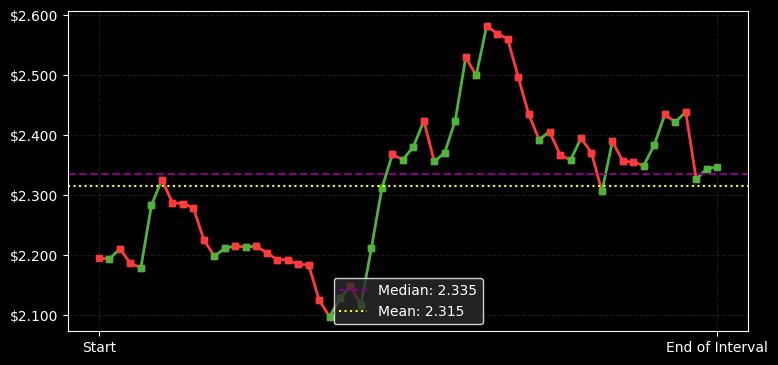 $2.600
$2.500
$2.400
$2.300
$2.200
$2.100
Median: 2.335
Mean: 2.315
Start
End of Interval